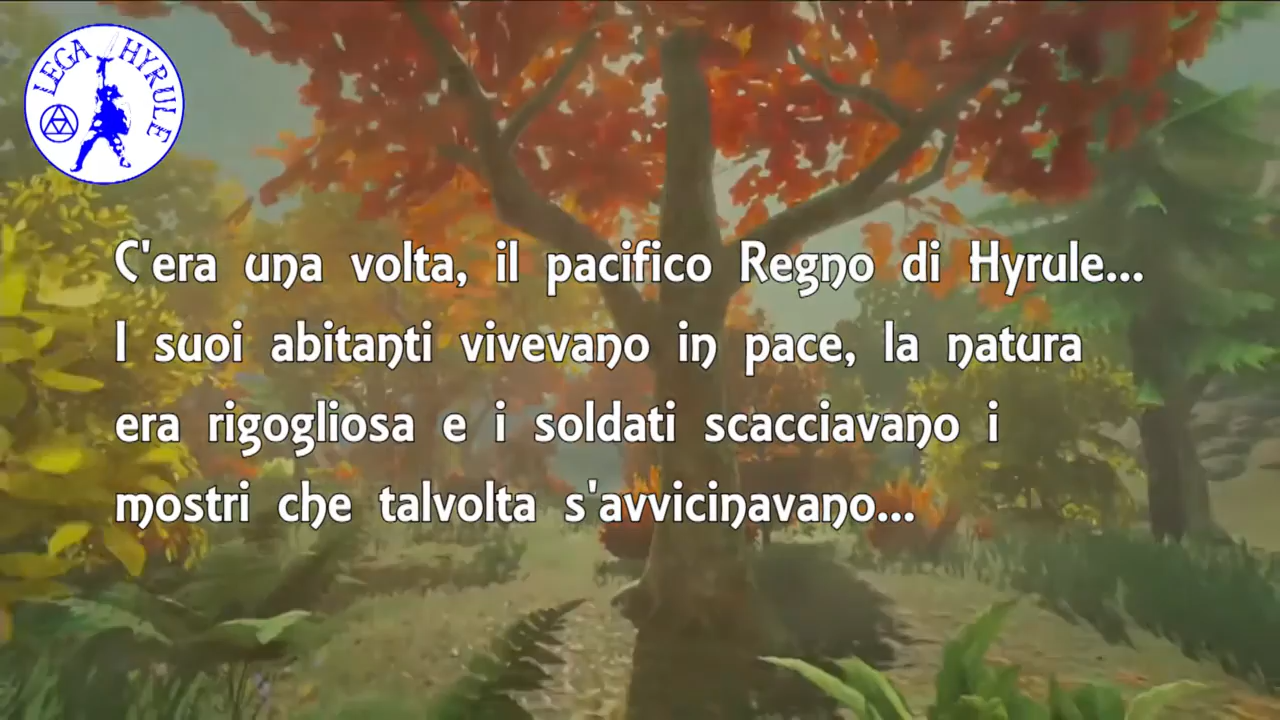 LEGA HYRULE
C'era una volta, il pacifico Regno di Hyrule...
I suoi abitanti vivevano in pace, la natura
era rigogliosa e i soldati scacciavano i
mostri che talvolta s'avvicinavano...